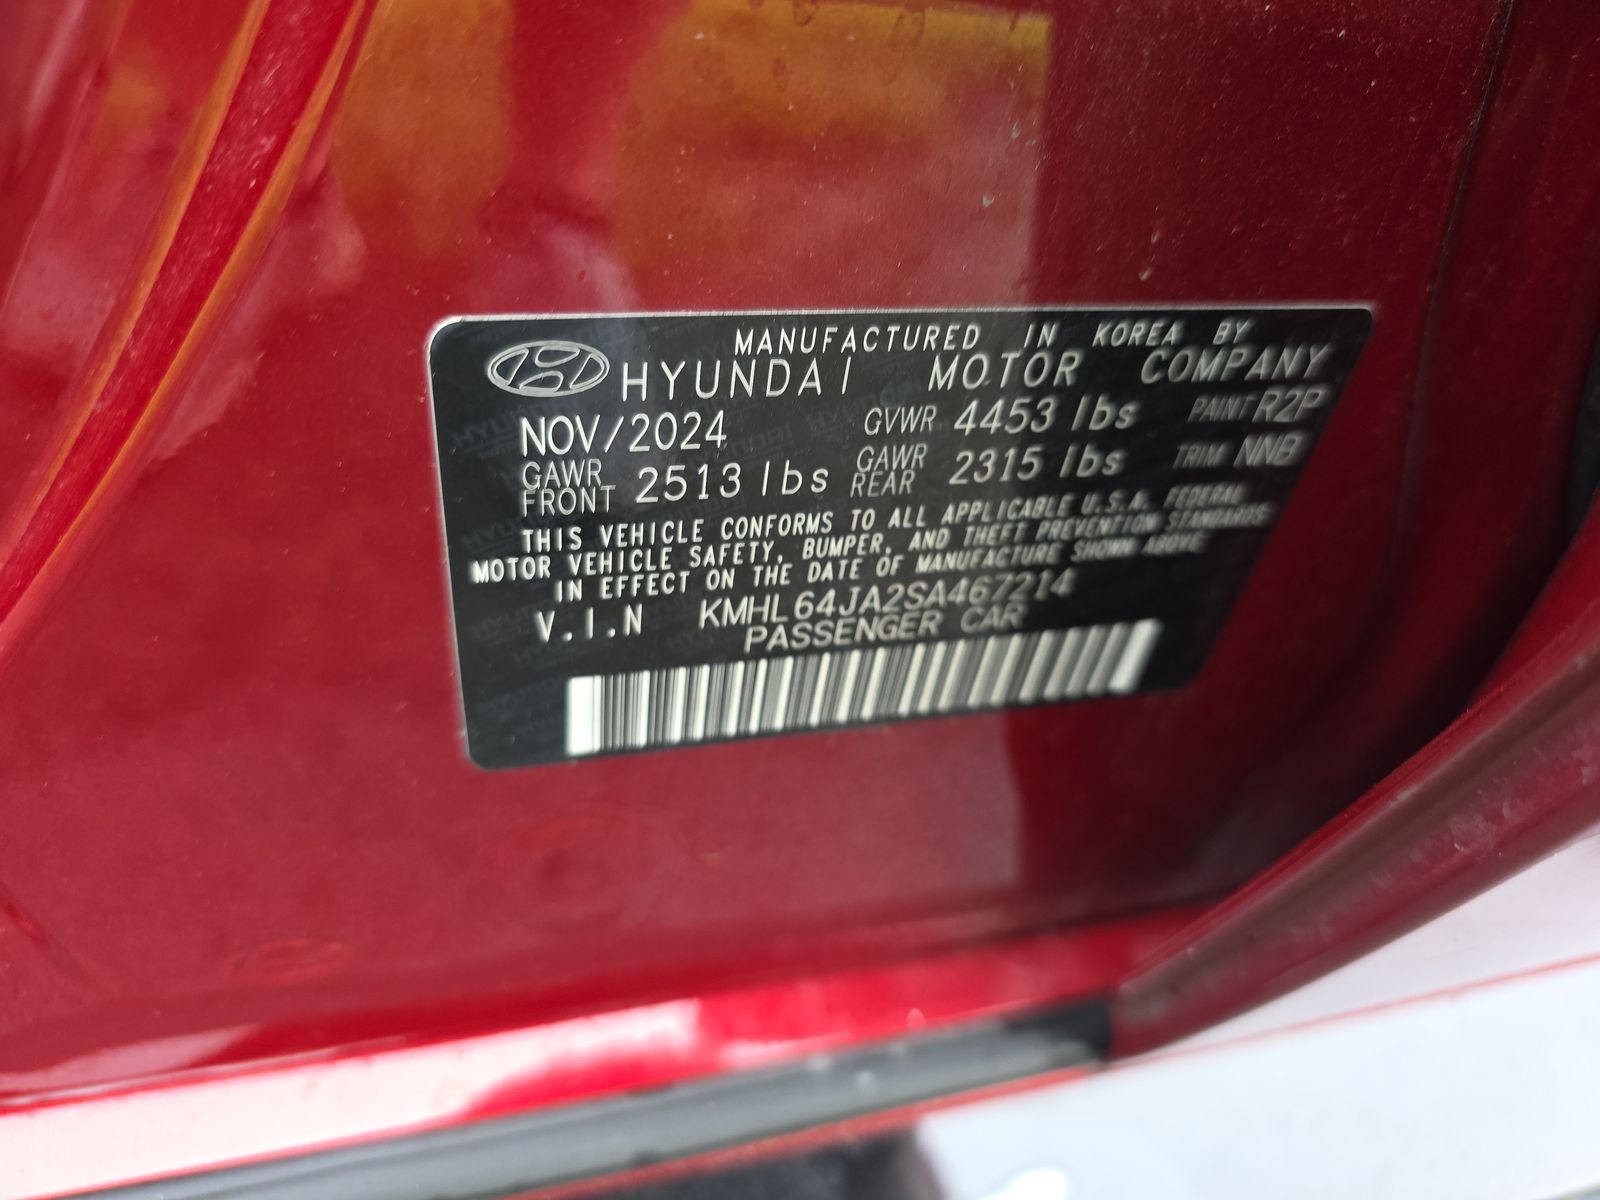 MANUFACTURED IN KOREA BY
HYUNDAI MOTOR COMPANY
NOV/2024 GVWR 4453 lbs PAINT R2P
GAWR FRONT 2513 lbs GAWR REAR 2315 lbs TRIM NNB
THIS VEHICLE CONFORMS TO ALL APPLICABLE U.S.A. FEDERAL
MOTOR VEHICLE SAFETY, BUMPER, AND THEFT PREVENTION STANDARDS
IN EFFECT ON THE DATE OF MANUFACTURE SHOWN ABOVE
V.I.N KMHL64JA2SA467214
PASSENGER CAR